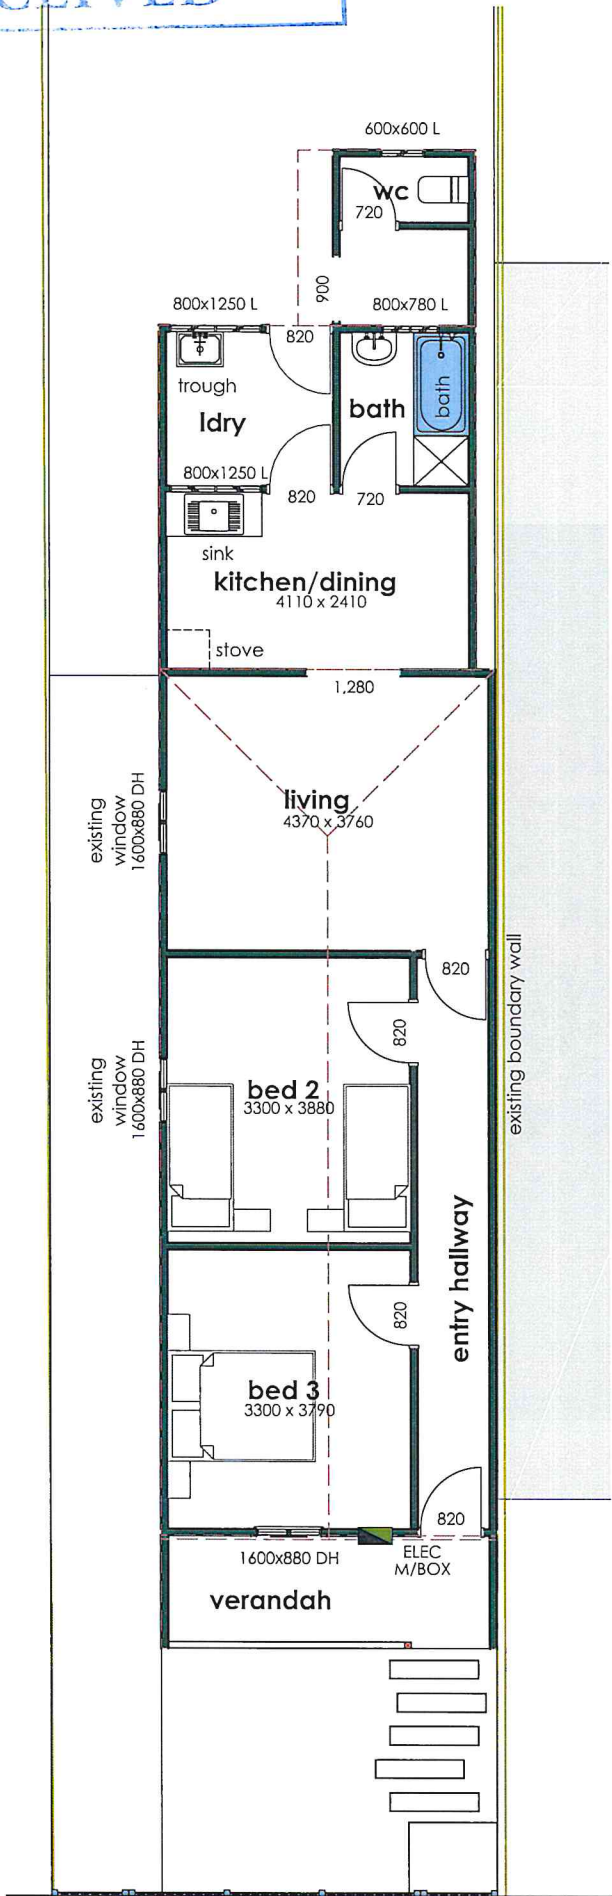 600x600 L
wc
720
900
800x1250 L
800x780 L
820
trough
ldry
bath
bath
800x1250 L
820
720
sink
kitchen/dining
4110 x 2410
stove
1,280
living
4370 x 3760
existing
window
1600x880 DH
820
existing boundary wall
820
existing
window
1600x880 DH
bed 2
3300 x 3880
entry hallway
820
bed 3
3300 x 3790
820
1600x880 DH
ELEC
M/BOX
verandah